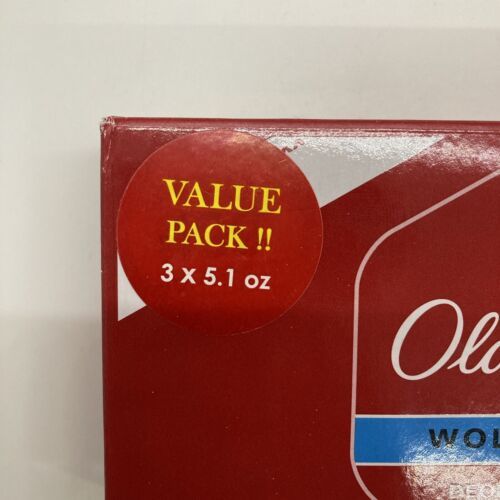 VALUE
PACK !!
3 X 5.1 OZ
Old
WOL